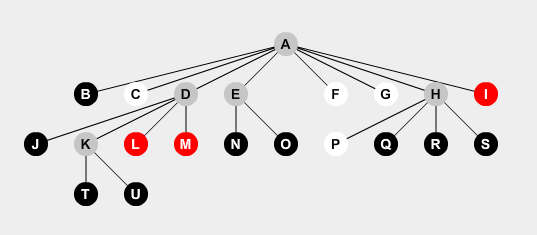 A
B C D E F G H I
J K L M N O P Q R S
T U